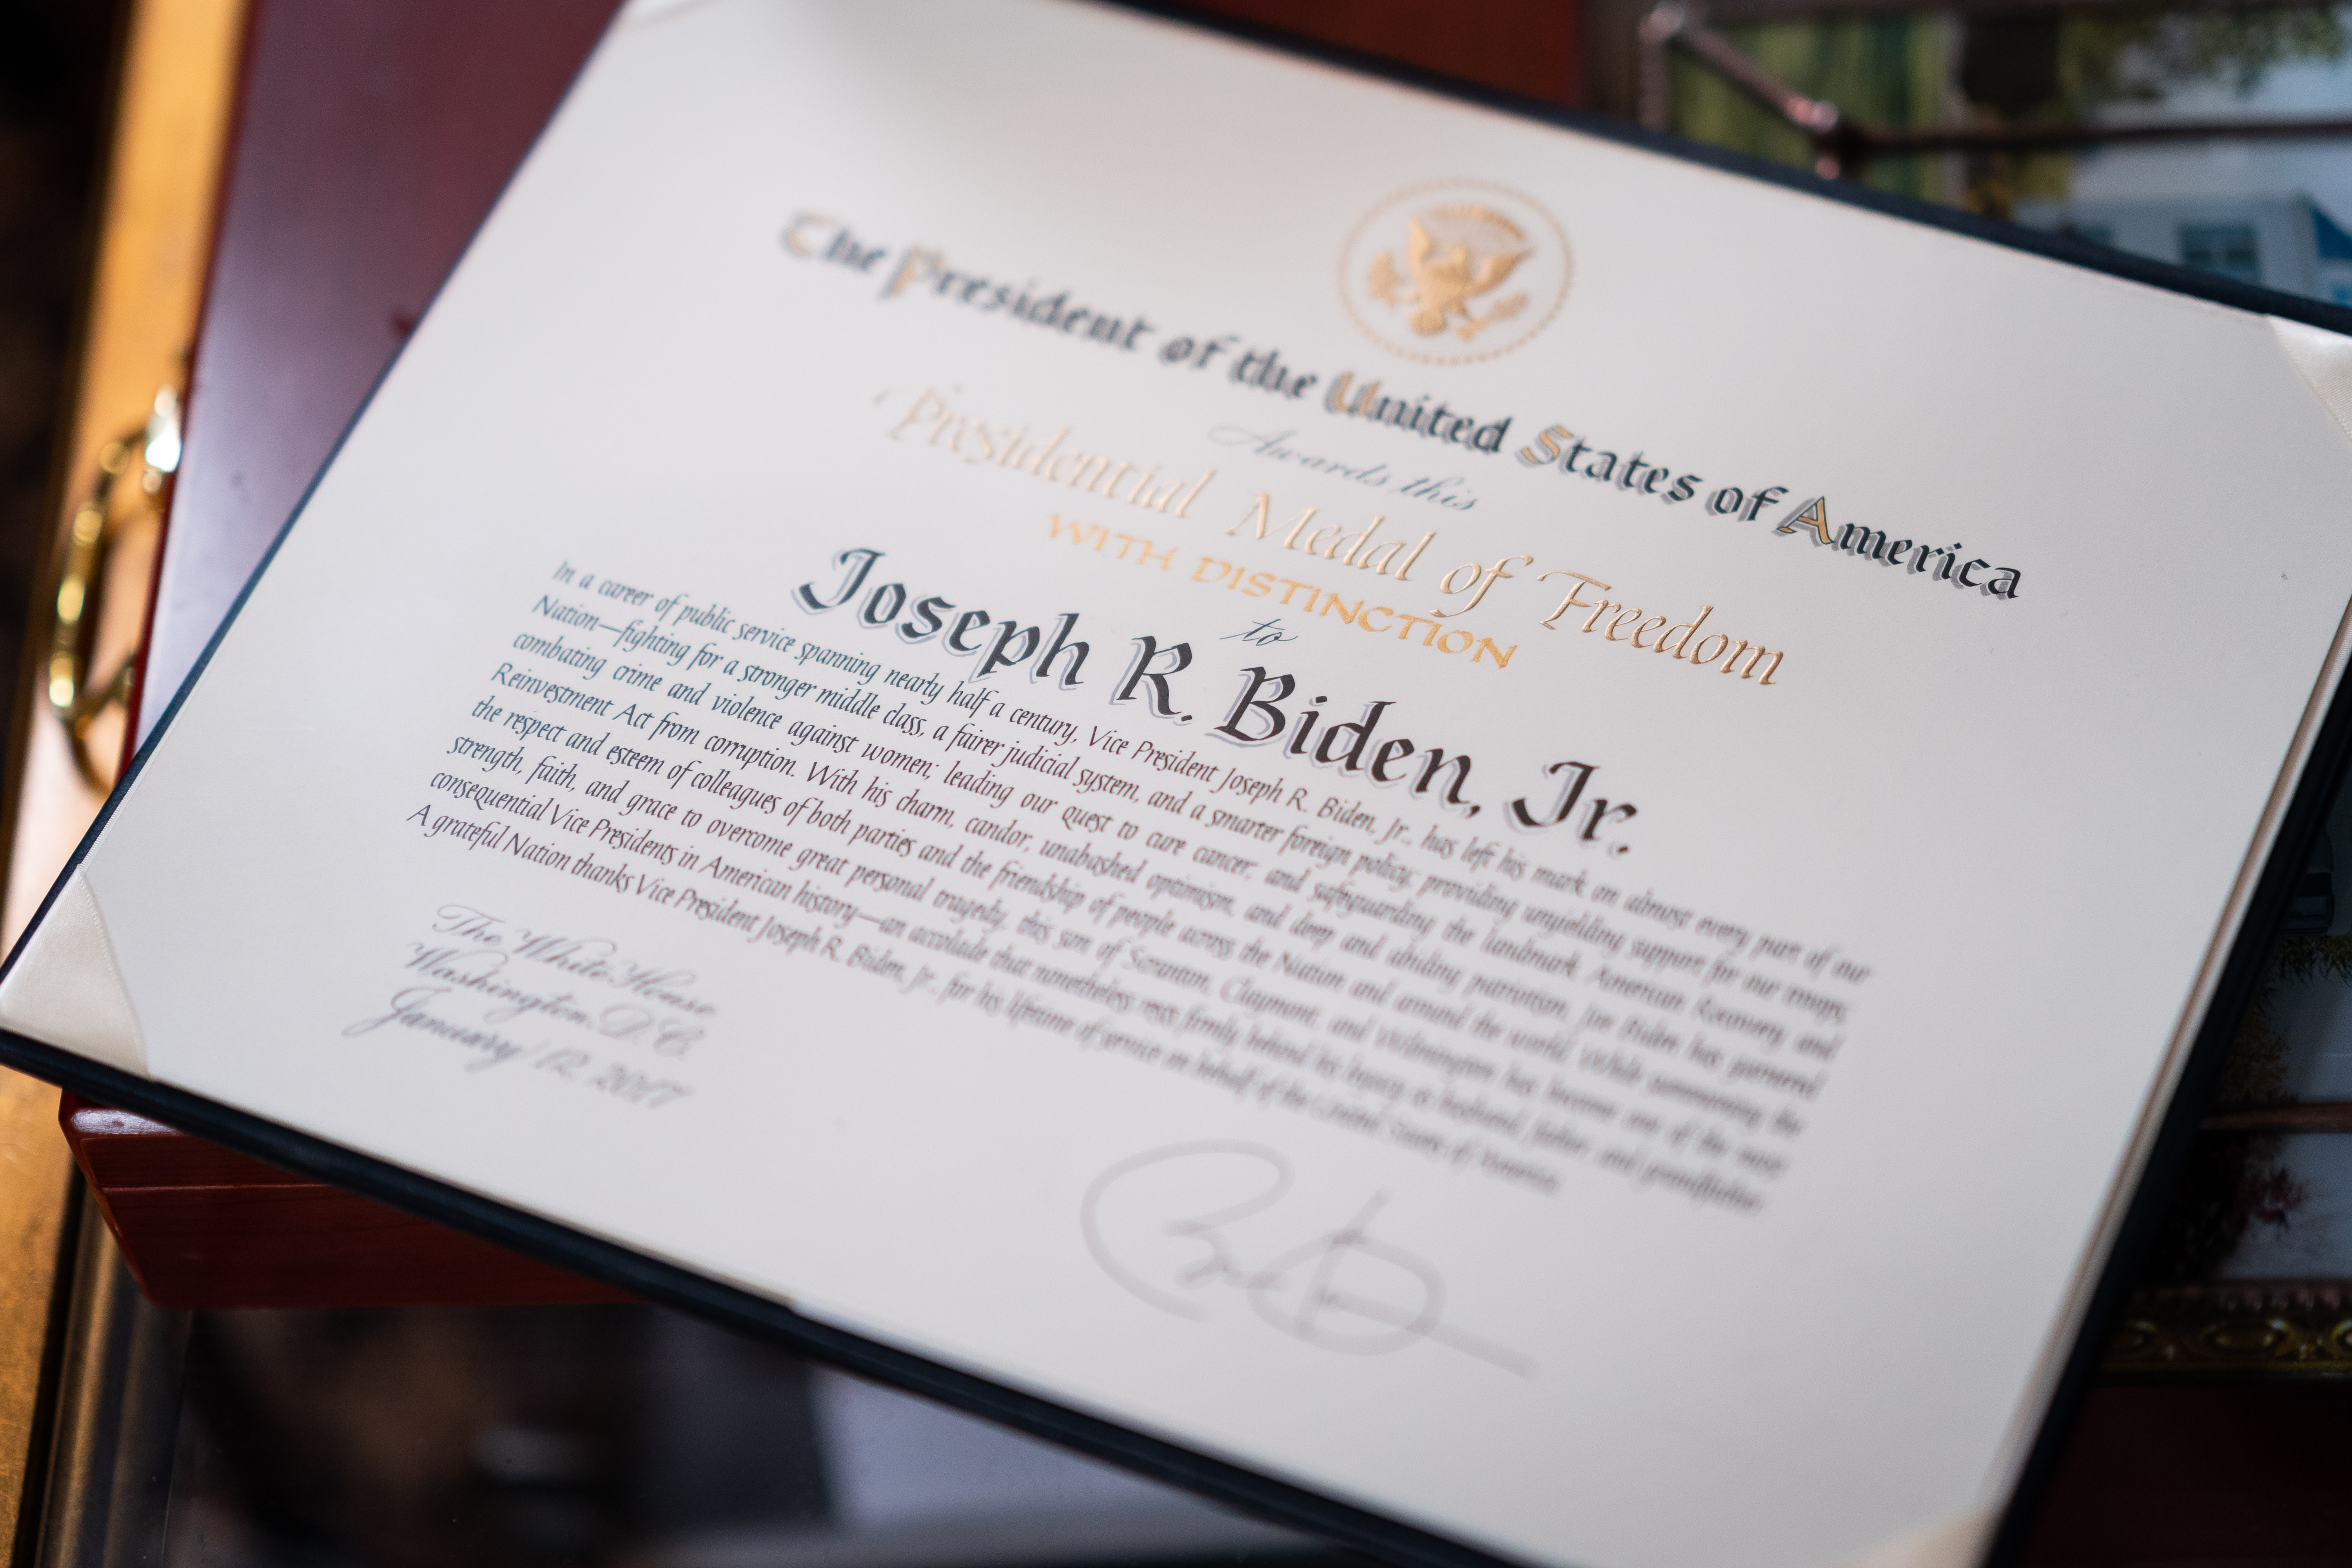 The President of the United States of America
Awards this
Presidential Medal of Freedom
WITH DISTINCTION
to
Joseph R. Biden, Jr.
In a career of public service spanning nearly half a century, Vice President Joseph R. Biden, Jr., has left his mark on almost every part of our
Nation—fighting for a stronger middle class, a fairer judicial system, and a smarter foreign policy; providing unyielding support for our troops,
combating crime and violence against women; leading our quest to cure cancer; and safeguarding the landmark American Recovery and
Reinvestment Act from corruption. With his charm, candor, unabashed optimism, and deep and abiding patriotism, Joe Biden has garnered
the respect and esteem of colleagues of both parties and the friendship of people across the Nation and around the world. While summoning the
strength, faith, and grace to overcome great personal tragedy, this son of Scranton, Claymont, and Wilmington has become one of the most
consequential Vice Presidents in American history—an accolade that nonetheless rests firmly behind his legacy as husband, father, and grandfather.
A grateful Nation thanks Vice President Joseph R. Biden, Jr., for his lifetime of service on behalf of the United States of America.
The White House
Washington, D.C.
January 12, 2017